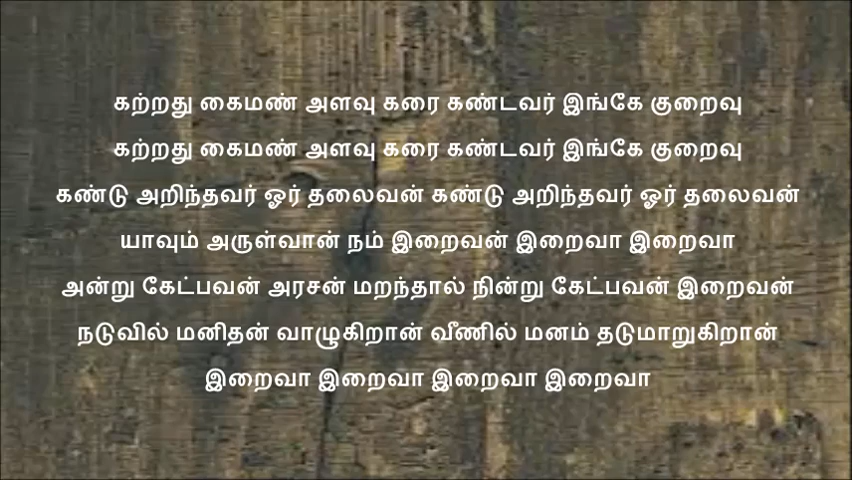 கற்றது கைமண் அளவு கரை கண்டவர் இங்கே குறைவு
கற்றது கைமண் அளவு கரை கண்டவர் இங்கே குறைவு
கண்டு அறிந்தவர் ஓர் தலைவன் கண்டு அறிந்தவர் ஓர் தலைவன்
யாவும் அருள்வான் நம் இறைவன் இறைவா இறைவா
அன்று கேட்பவன் அரசன் மறந்தால் நின்று கேட்பவன் இறைவன்
நடுவில் மனிதன் வாழுகிறான் வீணில் மனம் தடுமாறுகிறான்
இறைவா இறைவா இறைவா இறைவா